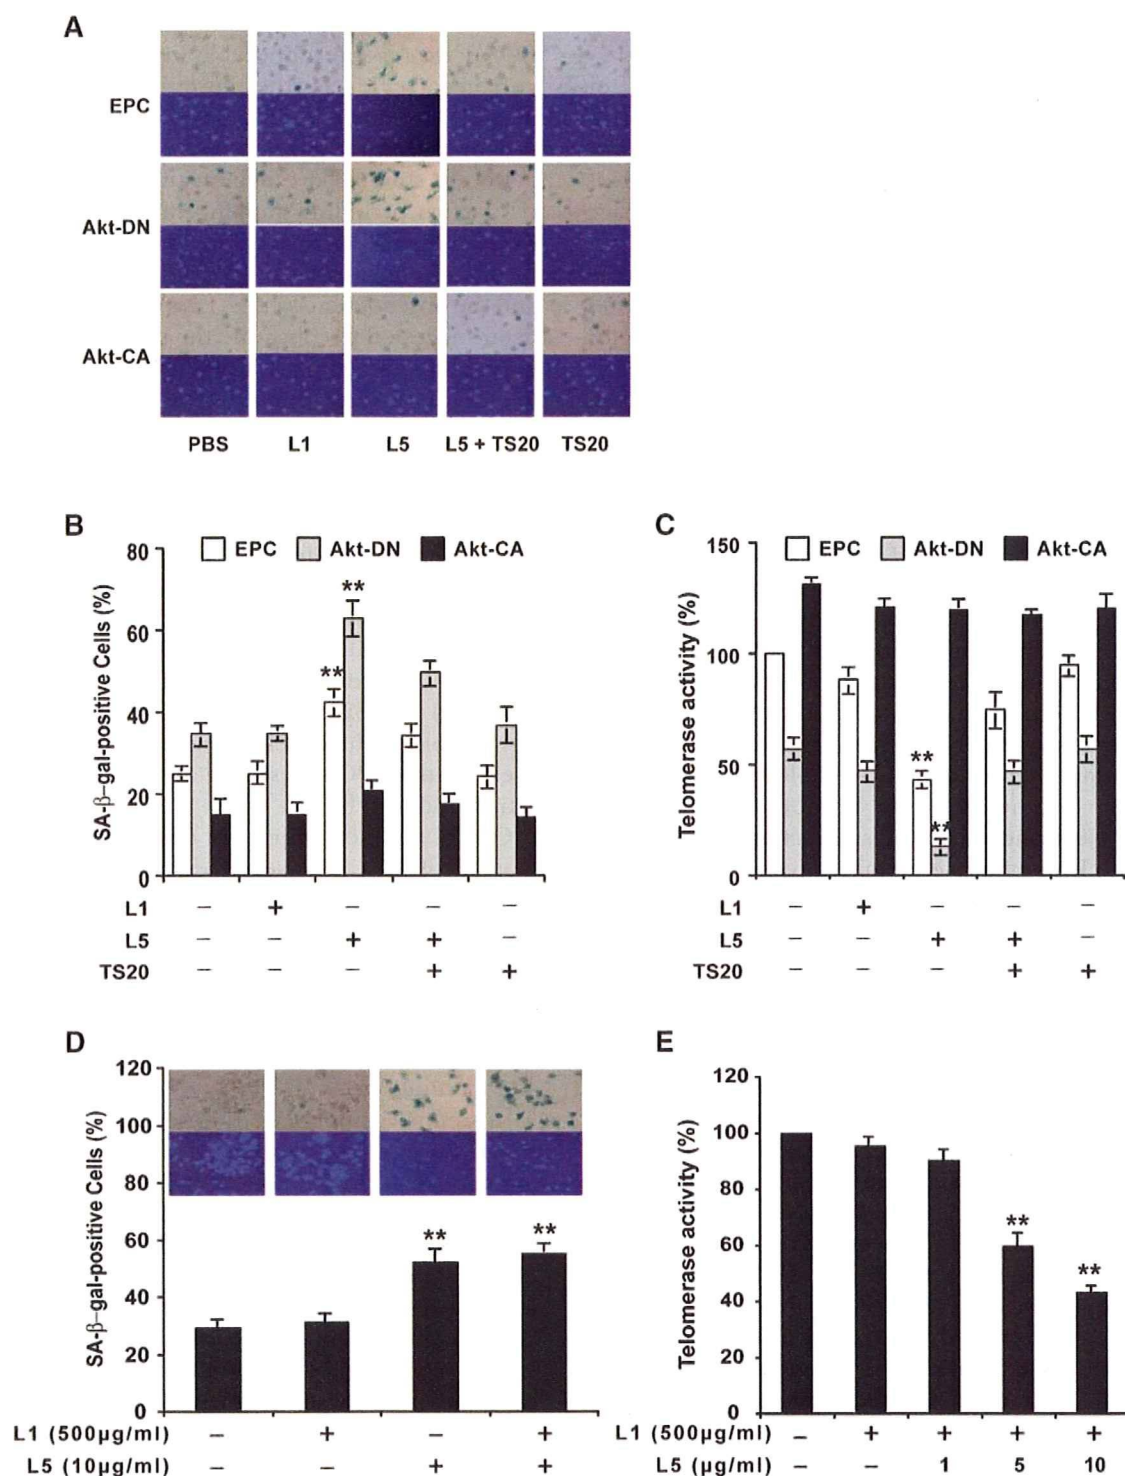 A
EPC
Akt-DN
Akt-CA
PBS L1 L5 L5 + TS20 TS20
B
EPC Akt-DN Akt-CA
SA-β–gal-positive Cells (%)
80
60
40
20
0
** **
L1 – + – – –
L5 – – + + –
TS20 – – – + +
C
EPC Akt-DN Akt-CA
Telomerase activity (%)
150
100
50
0
** **
L1 – + – – –
L5 – – + + –
TS20 – – – + +
D
SA-β–gal-positive Cells (%)
120
100
80
60
40
20
0
** **
L1 (500µg/ml) – + – +
L5 (10µg/ml) – – + +
E
Telomerase activity (%)
120
100
80
60
40
20
0
** **
L1 (500µg/ml) – + + + +
L5 (µg/ml) – – 1 5 10